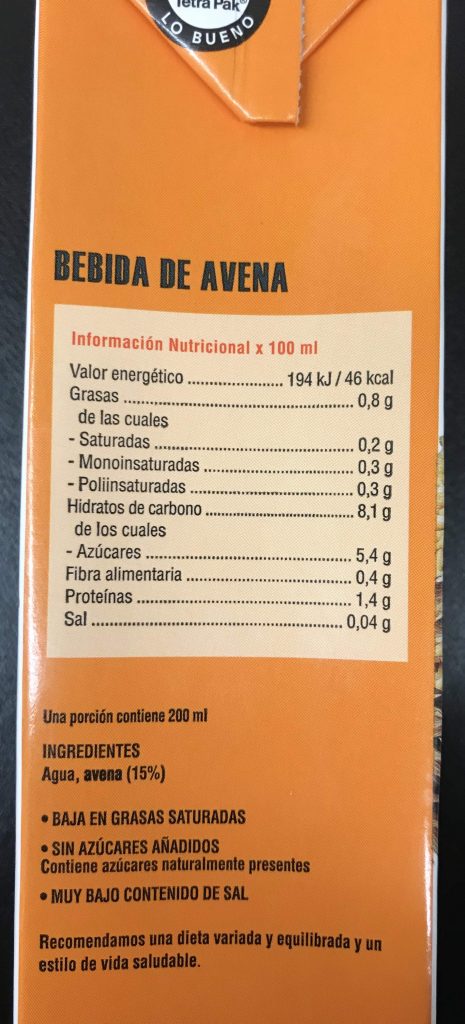 Tetra Pak®
LO BUENO
BEBIDA DE AVENA
Información Nutricional x 100 ml
Valor energético .................... 194 kJ / 46 kcal
Grasas .................... 0,8 g
de las cuales
- Saturadas .................... 0,2 g
- Monoinsaturadas .................... 0,3 g
- Poliinsaturadas .................... 0,3 g
Hidratos de carbono .................... 8,1 g
de los cuales
- Azúcares .................... 5,4 g
Fibra alimentaria .................... 0,4 g
Proteínas .................... 1,4 g
Sal .................... 0,04 g
Una porción contiene 200 ml
INGREDIENTES
Agua, avena (15%)
• BAJA EN GRASAS SATURADAS
• SIN AZÚCARES AÑADIDOS
Contiene azúcares naturalmente presentes
• MUY BAJO CONTENIDO DE SAL
Recomendamos una dieta variada y equilibrada y un
estilo de vida saludable.